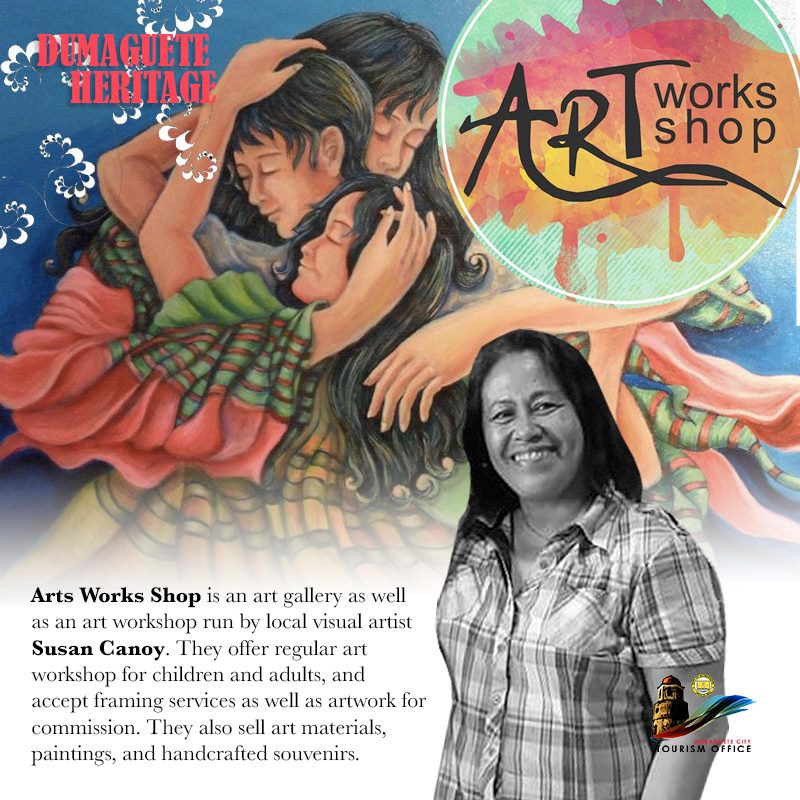 DUMAGUETE
HERITAGE
ART works
shop
Arts Works Shop is an art gallery as well
as an art workshop run by local visual artist
Susan Canoy. They offer regular art
workshop for children and adults, and
accept framing services as well as artwork for
commission. They also sell art materials,
paintings, and handcrafted souvenirs.
DUMAGUETE CITY
TOURISM OFFICE